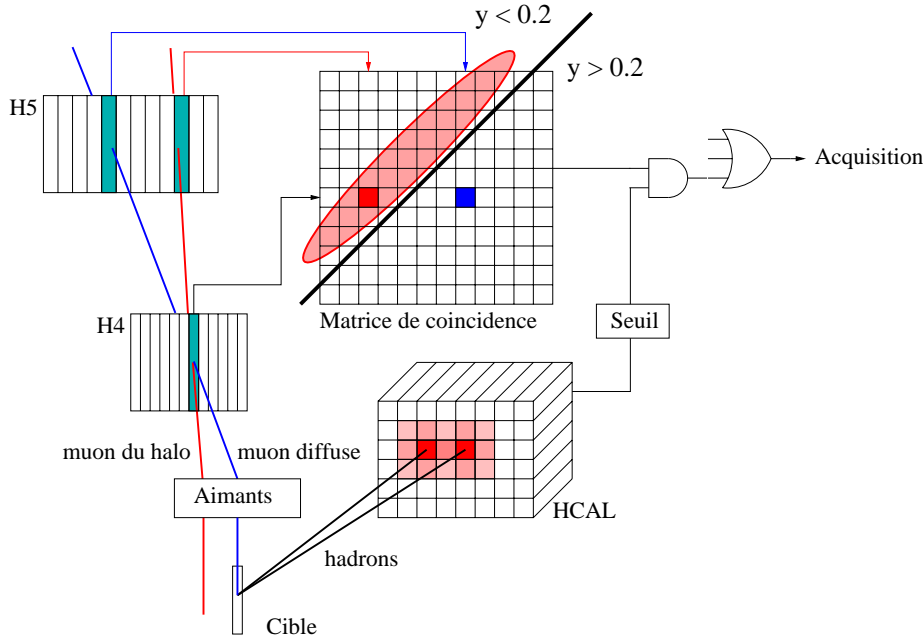 y < 0.2
y > 0.2
H5
Acquisition
H4
Matrice de coincidence
Seuil
muon du halo
muon diffuse
Aimants
HCAL
hadrons
Cible